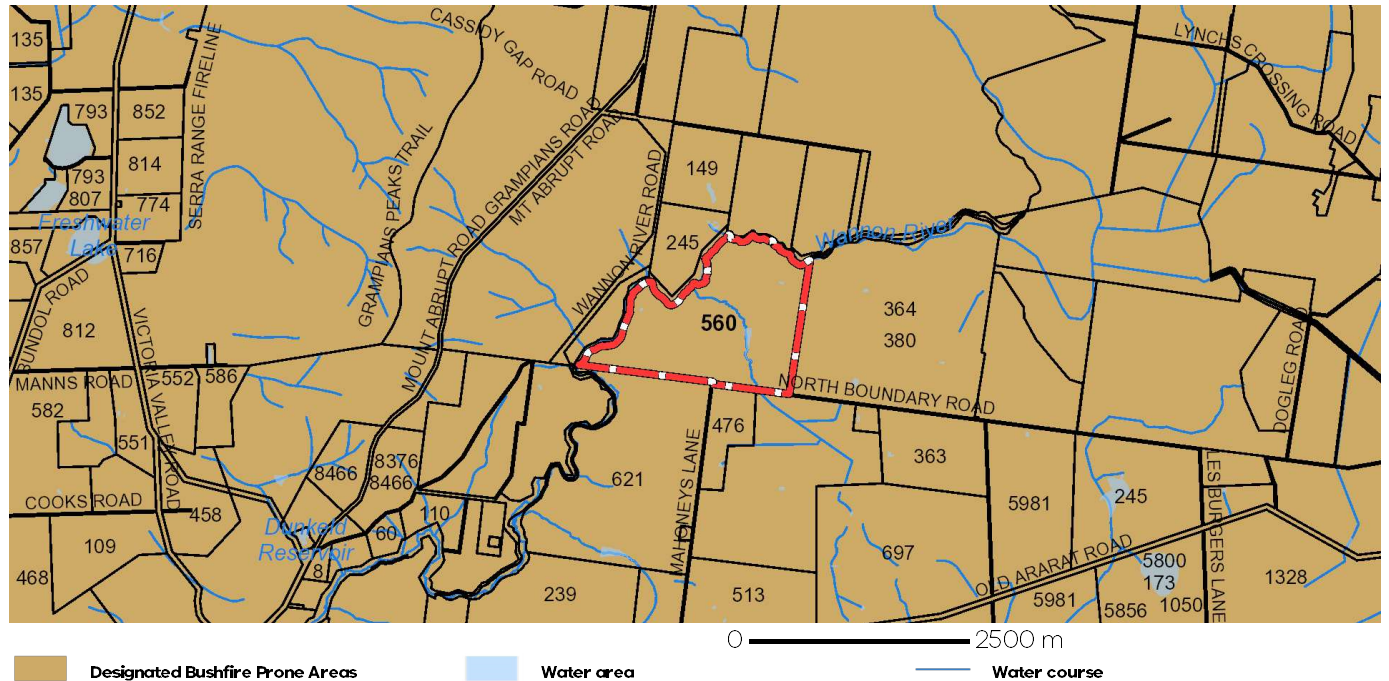 CASSIDY GAP ROAD
LYNCHS CROSSING ROAD
135
135
793
852
SERRA RANGE FIRELINE
814
793
807
774
Freshwater
Lake
857
716
BUNDOL ROAD
812
VICTORIA VALLEY ROAD
GRAMPIANS PEAKS TRAIL
MOUNT ABRUPT ROAD GRAMPIANS ROAD
MT ABRUPT ROAD
WANNON RIVER ROAD
149
245
WANNON RIVER ROAD
Wannon River
560
364
380
DOGLEG ROAD
MANNS ROAD
552
586
582
551
NORTH BOUNDARY ROAD
476
MAHONEYS LANE
363
8376
8466
8466
621
COOKS ROAD
458
110
60
Dunkeld
Reservoir
8
109
468
239
513
697
5981
245
LESBURGERS LANE
OLD ARARAT ROAD
5800
173
5981
5856
1050
1328
0
2500 m
Designated Bushfire Prone Areas
Water area
Water course